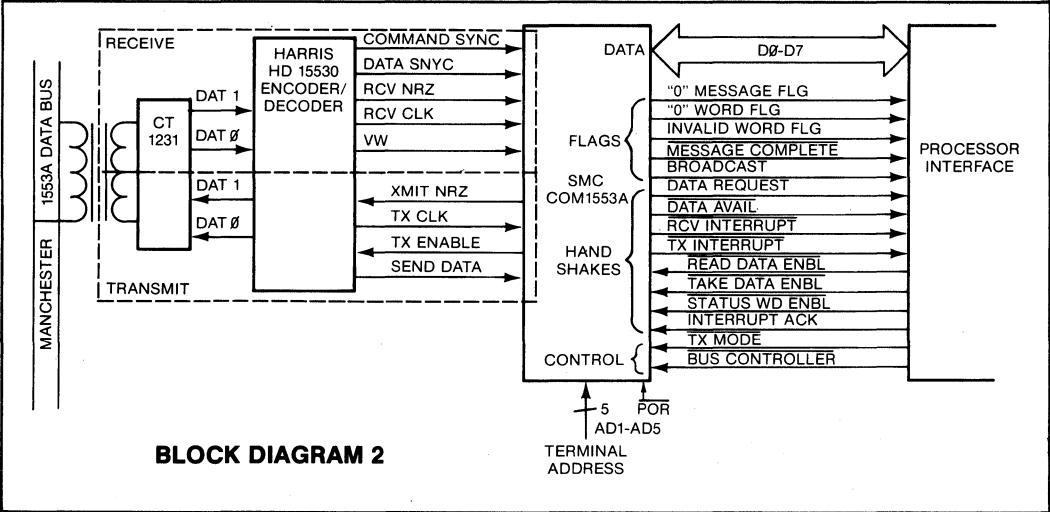 RECEIVE
MANCHESTER 1553A DATA BUS
CT
1231
DAT 1
DAT Ø
DAT 1
DAT Ø
HARRIS
HD 15530
ENCODER/
DECODER
COMMAND SYNC
DATA SNYC
RCV NRZ
RCV CLK
VW
XMIT NRZ
TX CLK
TX ENABLE
SEND DATA
TRANSMIT
DATA
FLAGS
SMC
COM1553A
HAND
SHAKES
CONTROL
DØ-D7
"0" MESSAGE FLG
"0" WORD FLG
INVALID WORD FLG
MESSAGE COMPLETE
BROADCAST
DATA REQUEST
DATA AVAIL
RCV INTERRUPT
TX INTERRUPT
READ DATA ENBL
TAKE DATA ENBL
STATUS WD ENBL
INTERRUPT ACK
TX MODE
BUS CONTROLLER
PROCESSOR
INTERFACE
5
POR
AD1-AD5
TERMINAL
ADDRESS
BLOCK DIAGRAM 2